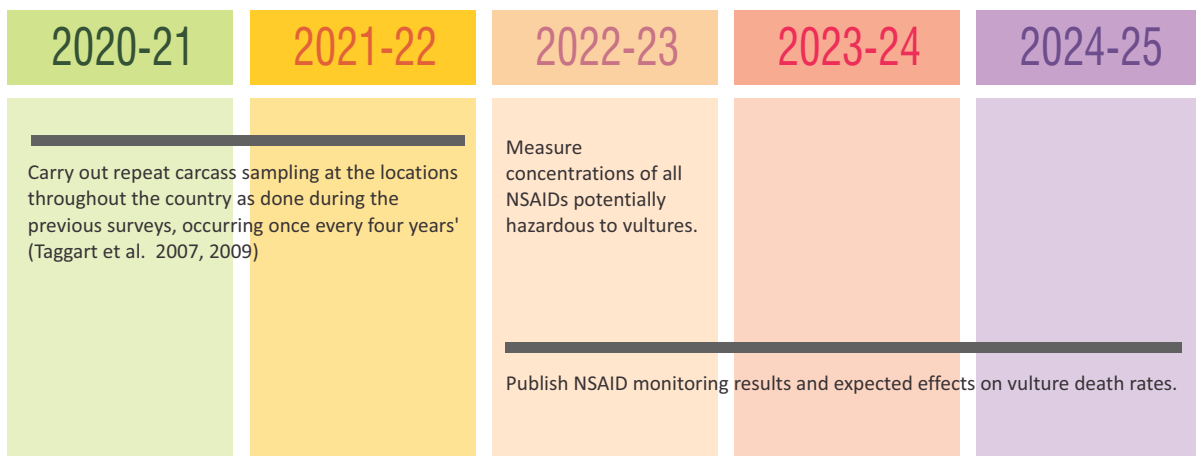 2020-21
2021-22
2022-23
2023-24
2024-25
Carry out repeat carcass sampling at the locations
throughout the country as done during the
previous surveys, occurring once every four years'
(Taggart et al.  2007, 2009)
Measure
concentrations of all
NSAIDs potentially
hazardous to vultures.
Publish NSAID monitoring results and expected effects on vulture death rates.